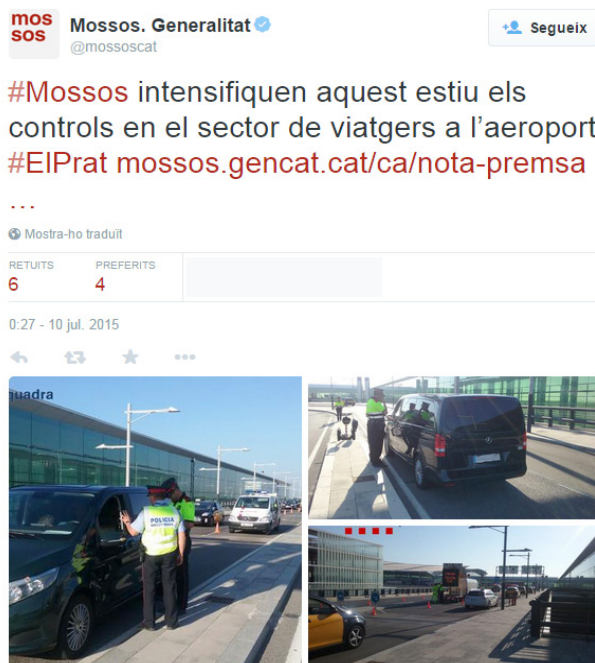 mos
sos
Mossos. Generalitat
@mossoscat
Segueix
#Mossos intensifiquen aquest estiu els
controls en el sector de viatgers a l'aeroport
#ElPrat mossos.gencat.cat/ca/nota-premsa
...
Mostra-ho traduït
RETUITS PREFERITS
6 4
0:27 - 10 jul. 2015
quadra
POLICIA